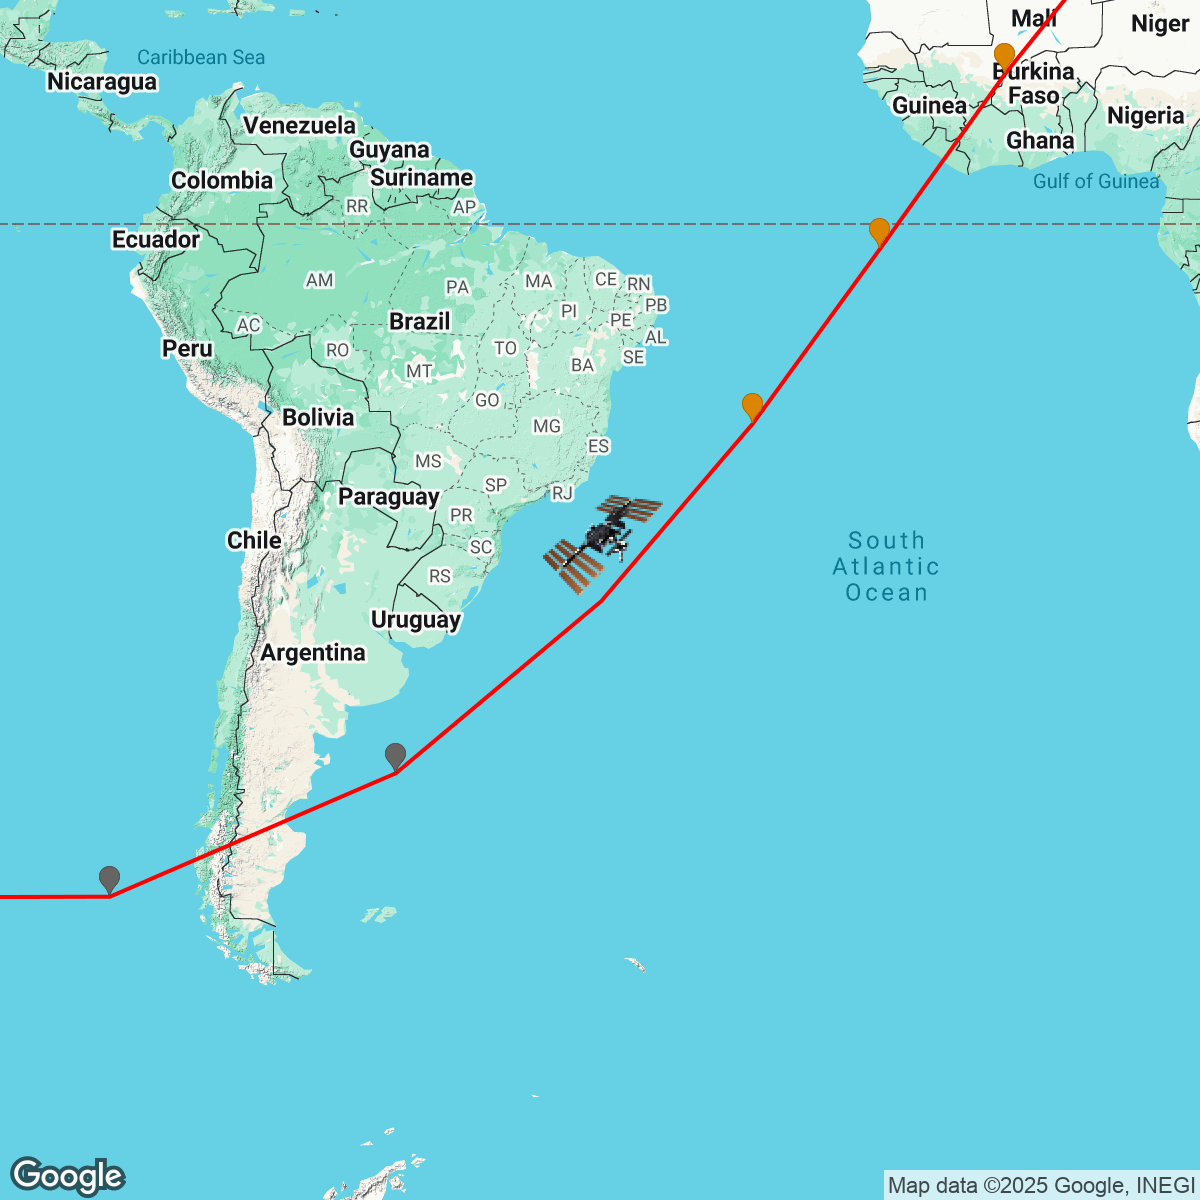 Mali
Niger
Caribbean Sea
Nicaragua
Burkina
Faso
Guinea
Nigeria
Venezuela
Ghana
Guyana
Suriname
Colombia
Gulf of Guinea
RR
AP
Ecuador
AM
PA
MA
CE
RN
PB
PI
PE
AC
Brazil
AL
Peru
RO
TO
SE
MT
BA
GO
Bolivia
MG
ES
MS
SP
RJ
Paraguay
PR
Chile
SC
South
Atlantic
Ocean
RS
Uruguay
Argentina
Google
Map data ©2025 Google, INEGI